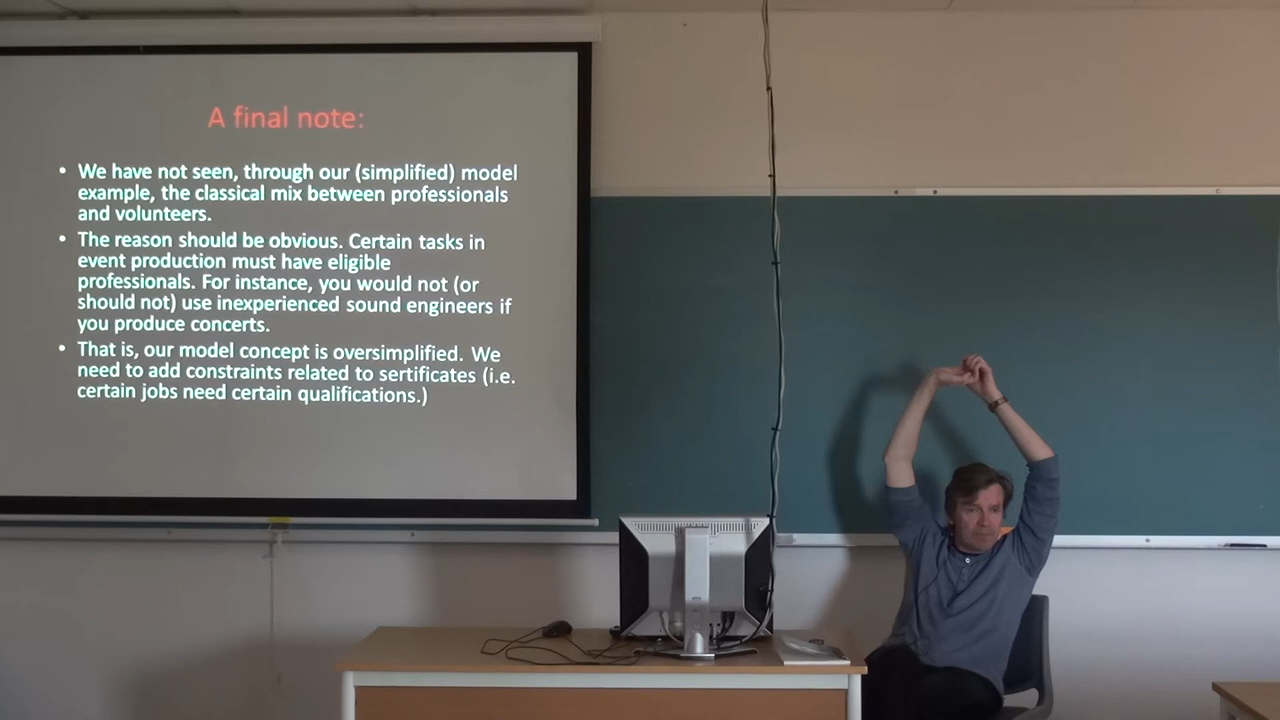 A final note:
• We have not seen, through our (simplified) model
example, the classical mix between professionals
and volunteers.
• The reason should be obvious. Certain tasks in
event production must have eligible
professionals. For instance, you would not (or
should not) use inexperienced sound engineers if
you produce concerts.
• That is, our model concept is oversimplified. We
need to add constraints related to sertificates (i.e.
certain jobs need certain qualifications.)